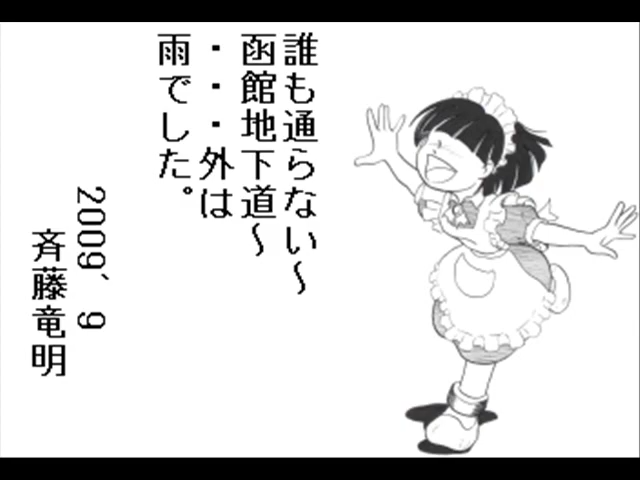 誰も通らない～
函館地下道～
・・・外は
雨でした。
2009、9
斉藤竜明